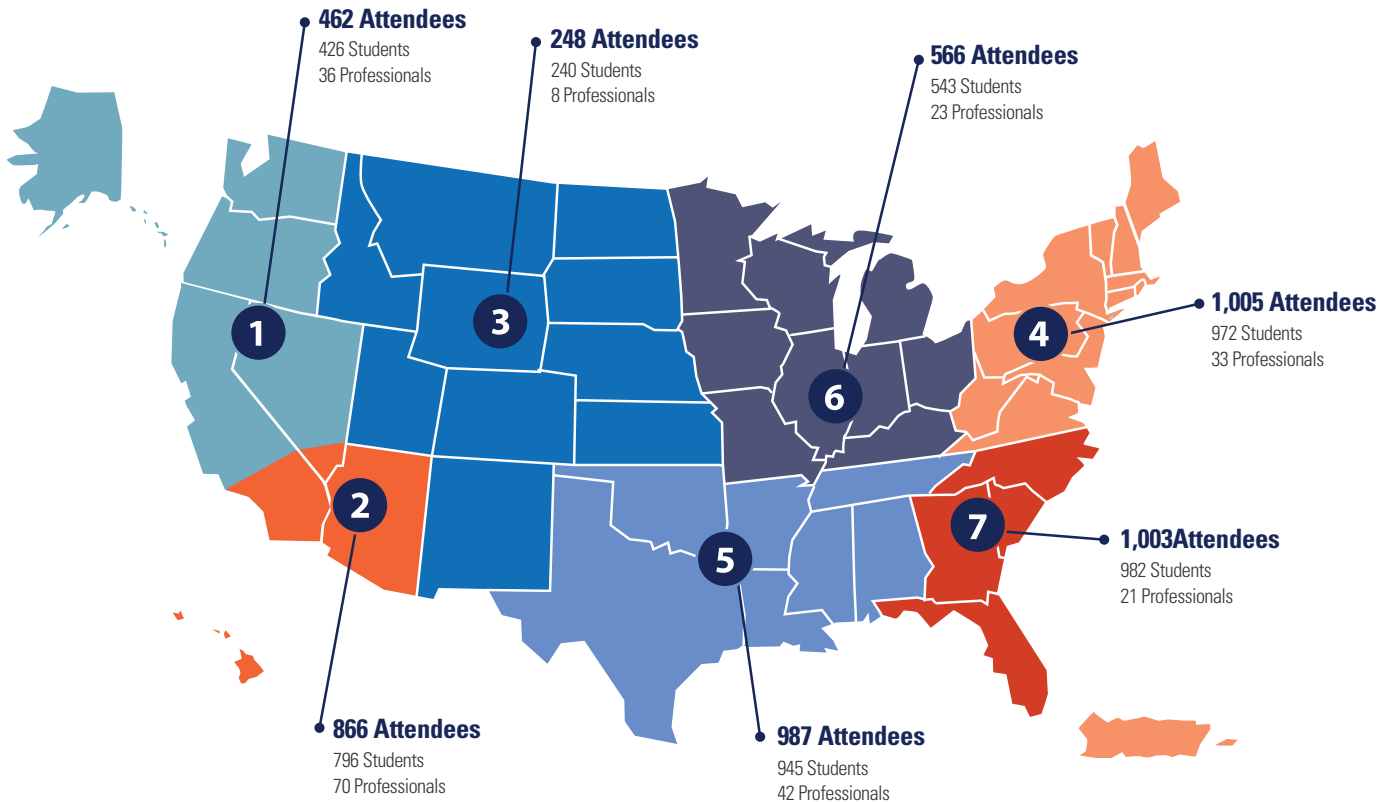 462 Attendees
426 Students
36 Professionals
248 Attendees
240 Students
8 Professionals
566 Attendees
543 Students
23 Professionals
1
3
6
4
1,005 Attendees
972 Students
33 Professionals
2
5
7
1,003Attendees
982 Students
21 Professionals
866 Attendees
796 Students
70 Professionals
987 Attendees
945 Students
42 Professionals